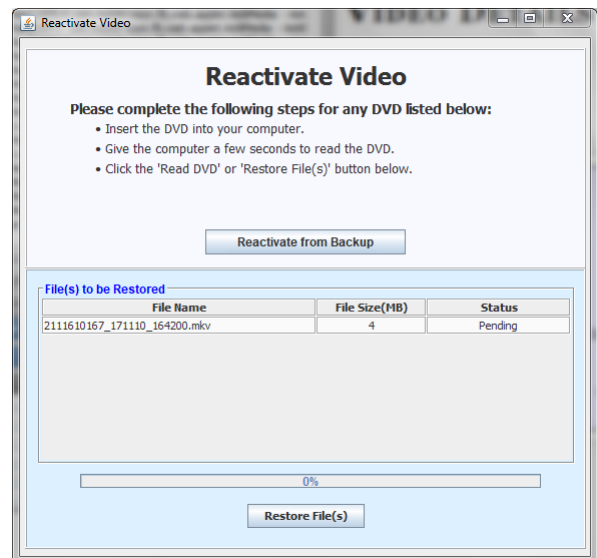 Reactivate Video
Reactivate Video
Please complete the following steps for any DVD listed below:
• Insert the DVD into your computer.
• Give the computer a few seconds to read the DVD.
• Click the 'Read DVD' or 'Restore File(s)' button below.
Reactivate from Backup
File(s) to be Restored
File Name File Size(MB) Status
2111610167_171110_164200.mkv 4 Pending
0%
Restore File(s)